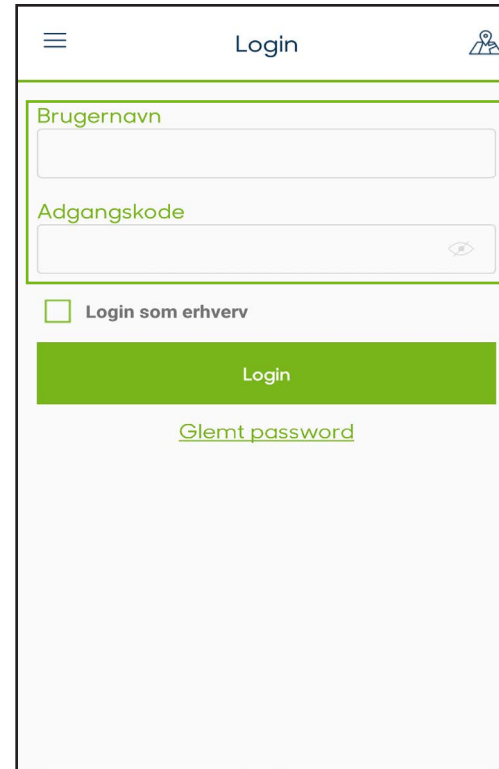 Login
Brugernavn
Adgangskode
Login som erhverv
Login
Glemt password